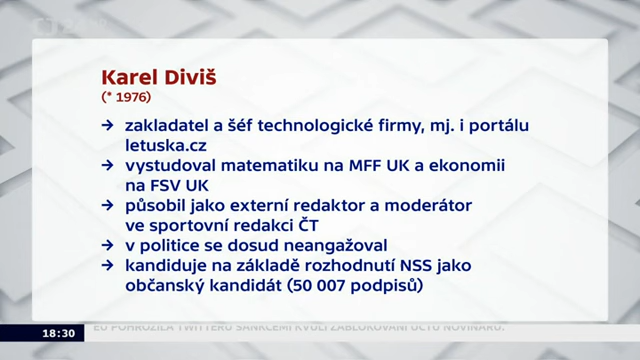 ČT24
Karel Diviš
(* 1976)
→ zakladatel a šéf technologické firmy, mj. i portálu
letuska.cz
→ vystudoval matematiku na MFF UK a ekonomii
na FSV UK
→ působil jako externí redaktor a moderátor
ve sportovní redakci ČT
→ v politice se dosud neangažoval
→ kandiduje na základě rozhodnutí NSS jako
občanský kandidát (50 007 podpisů)
18:30 EU POHROZILA TWITTERU SANKCEMI KVŮLI ZABLOKOVÁNÍ ÚČTŮ NOVINÁŘŮ.